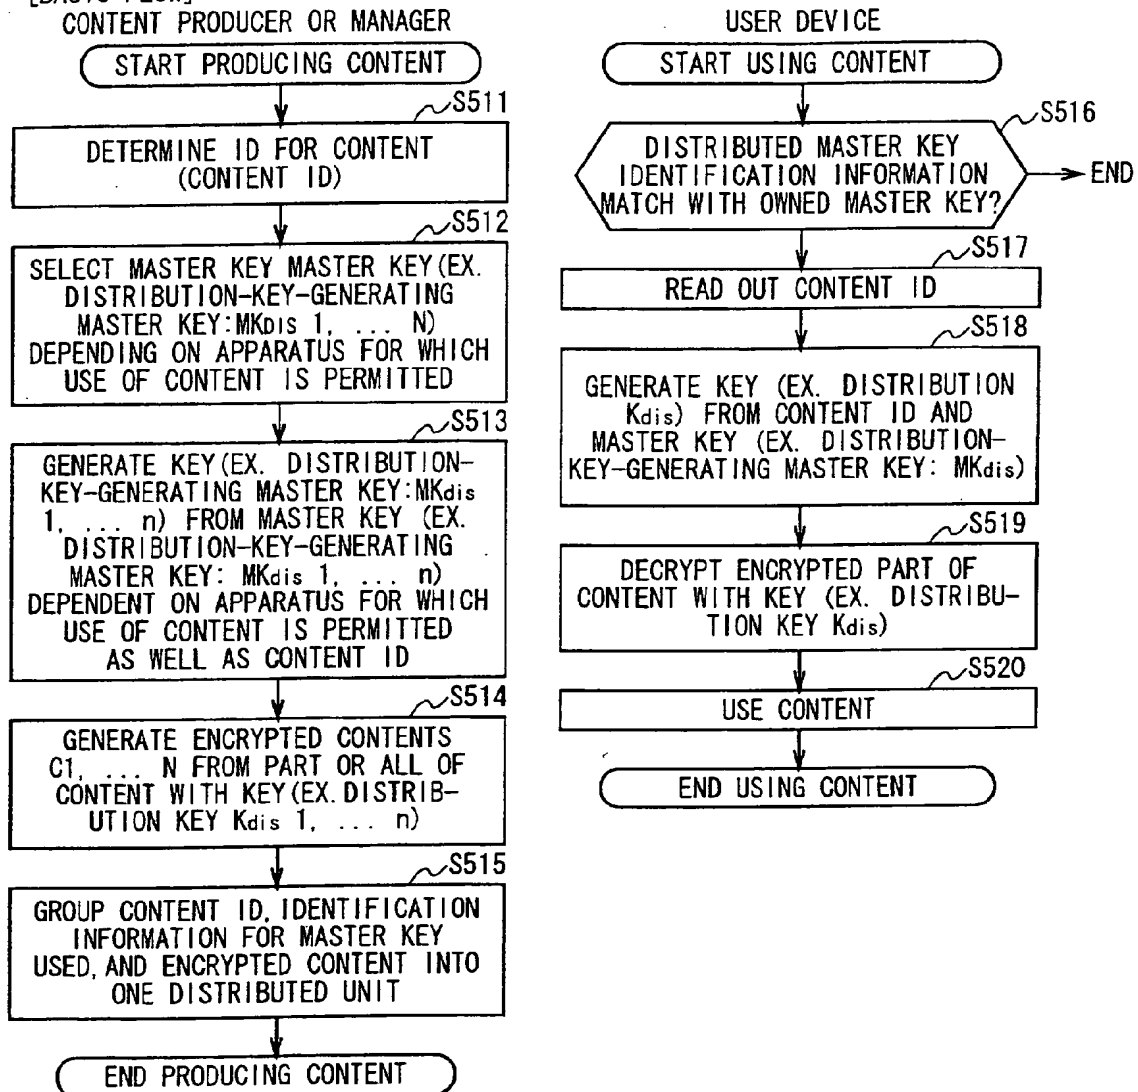 CONTENT PRODUCER OR MANAGER
START PRODUCING CONTENT
S511
DETERMINE ID FOR CONTENT
(CONTENT ID)
S512
SELECT MASTER KEY MASTER KEY(EX.
DISTRIBUTION-KEY-GENERATING
MASTER KEY:MKDIS 1, ... N)
DEPENDING ON APPARATUS FOR WHICH
USE OF CONTENT IS PERMITTED
S513
GENERATE KEY(EX. DISTRIBUTION-
KEY-GENERATING MASTER KEY:MKdis
1, ... n) FROM MASTER KEY (EX.
DISTRIBUTION-KEY-GENERATING
MASTER KEY: MKdis 1, ... n)
DEPENDENT ON APPARATUS FOR WHICH
USE OF CONTENT IS PERMITTED
AS WELL AS CONTENT ID
S514
GENERATE ENCRYPTED CONTENTS
C1, ... N FROM PART OR ALL OF
CONTENT WITH KEY(EX. DISTRIB-
UTION KEY Kdis 1, ... n)
S515
GROUP CONTENT ID, IDENTIFICATION
INFORMATION FOR MASTER KEY
USED, AND ENCRYPTED CONTENT INTO
ONE DISTRIBUTED UNIT
END PRODUCING CONTENT
USER DEVICE
START USING CONTENT
S516
DISTRIBUTED MASTER KEY
IDENTIFICATION INFORMATION
MATCH WITH OWNED MASTER KEY?
END
S517
READ OUT CONTENT ID
S518
GENERATE KEY (EX. DISTRIBUTION
Kdis) FROM CONTENT ID AND
MASTER KEY (EX. DISTRIBUTION-
KEY-GENERATING MASTER KEY: MKdis)
S519
DECRYPT ENCRYPTED PART OF
CONTENT WITH KEY (EX. DISTRIBU-
TION KEY Kdis)
S520
USE CONTENT
END USING CONTENT